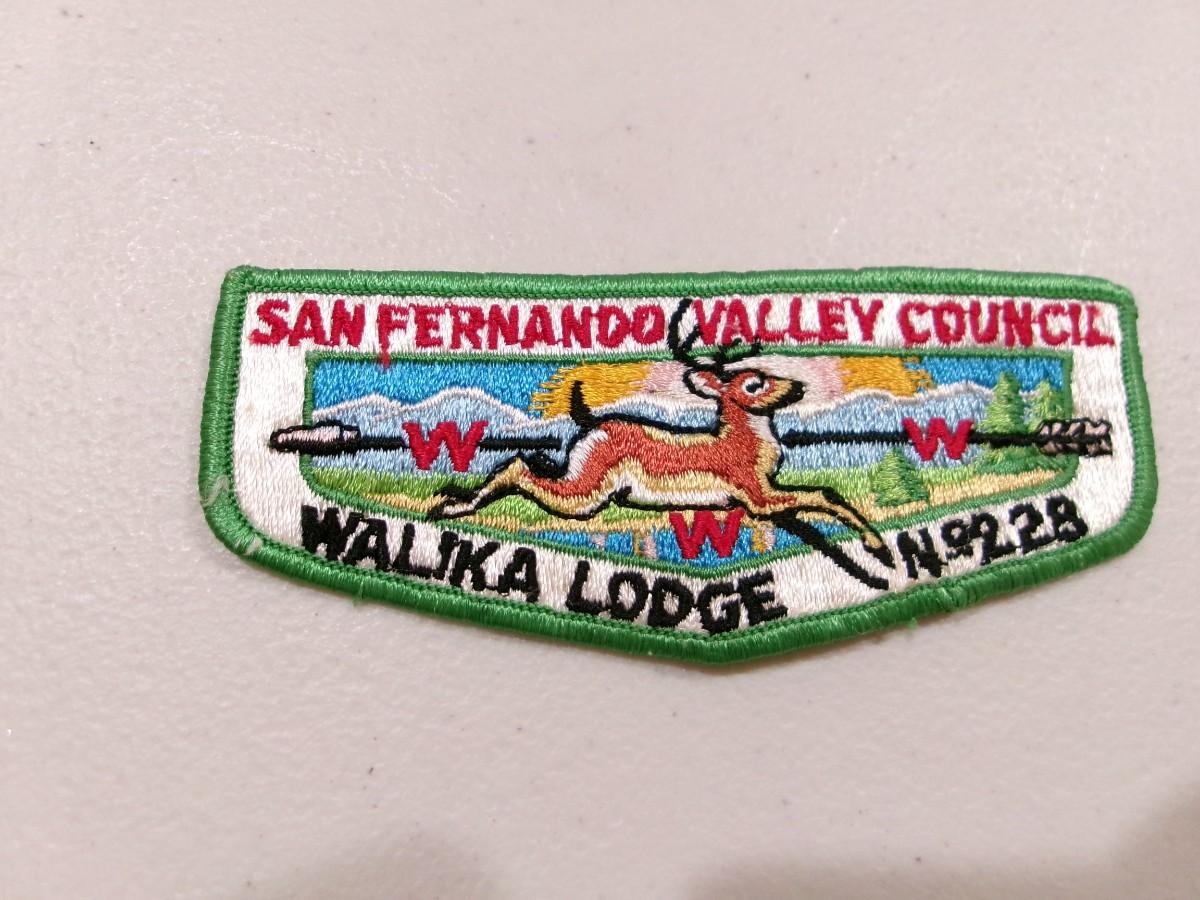 SAN FERNANDO VALLEY COUNCIL
W W
W
WALIKA LODGE Nº228